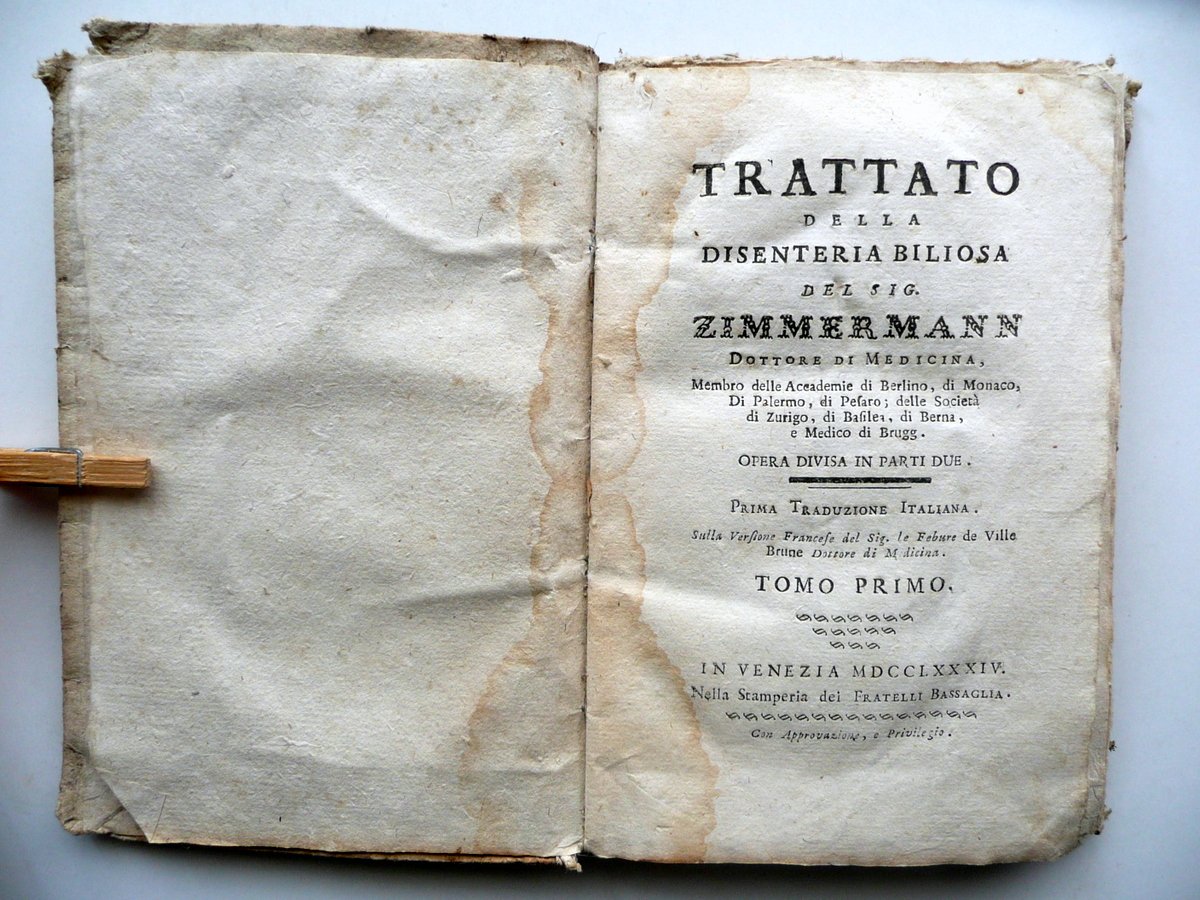 TRATTATO
DELLA
DISENTERIA BILIOSA
DEL SIG.
ZIMMERMANN
DOTTORE DI MEDICINA,
Membro delle Accademie di Berlino, di Monaco,
Di Palermo, di Peſaro; delle Società
di Zurigo, di Baſilea, di Berna,
e Medico di Brugg.
OPERA DIVISA IN PARTI DUE.
PRIMA TRADUZIONE ITALIANA.
Sulla Verſione Franceſe del Sig. le Febure de Ville
Brune Dottore di Medicina.
TOMO PRIMO.
IN VENEZIA MDCCLXXXIV.
Nella Stamperia dei FRATELLI BASSAGLIA.
Con Approvazione, e Privilegio.